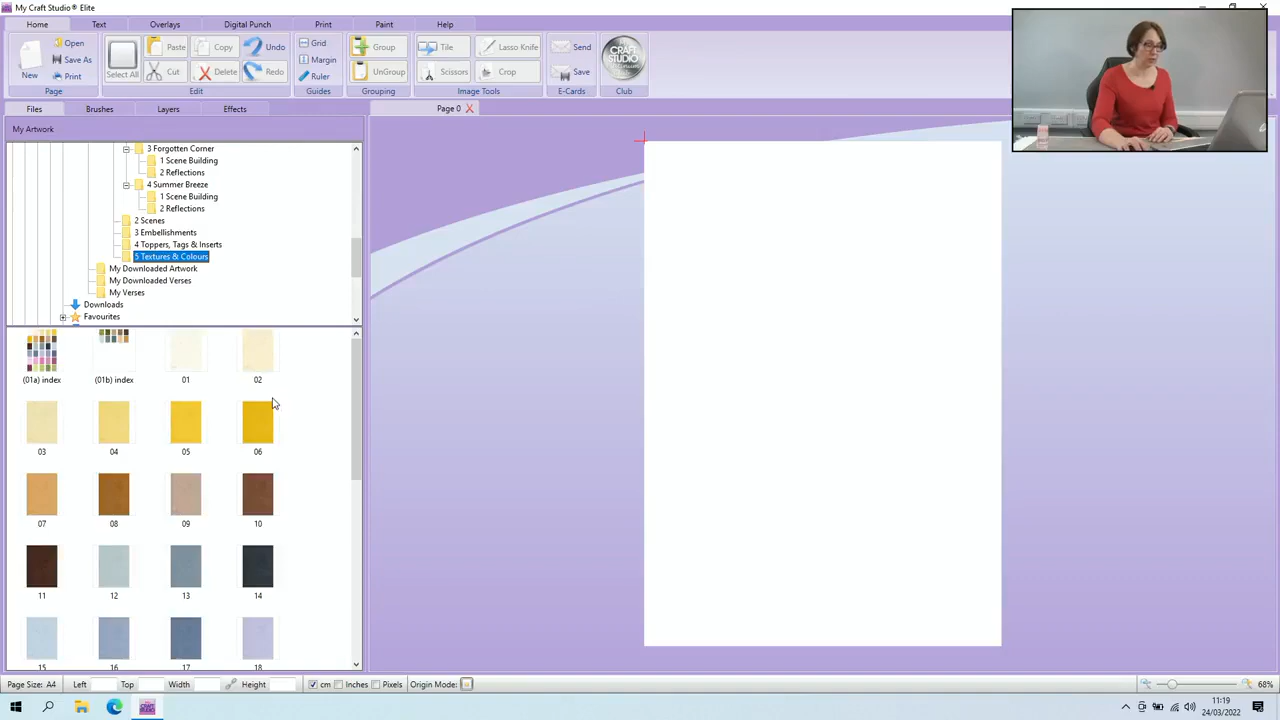 My Craft Studio® Elite
Home Text Overlays Digital Punch Print Paint Help
New Open Save As Print
Select All Paste Copy Undo
Cut Delete Redo
Grid Margin Ruler
Group UnGroup
Tile Lasso Knife
Scissors Crop
Send Save
CRAFT STUDIO
Page Edit Guides Grouping Image Tools E-Cards Club
Files Brushes Layers Effects
Page 0
My Artwork
3 Forgotten Corner
1 Scene Building
2 Reflections
4 Summer Breeze
1 Scene Building
2 Reflections
2 Scenes
3 Embellishments
4 Toppers, Tags & Inserts
5 Textures & Colours
My Downloaded Artwork
My Downloaded Verses
My Verses
Downloads
Favourites
(01a) index (01b) index 01 02
03 04 05 06
07 08 09 10
11 12 13 14
15 16 17 18
Page Size: A4 Left Top Width Height cm Inches Pixels Origin Mode: 68%
11:19
24/03/2022